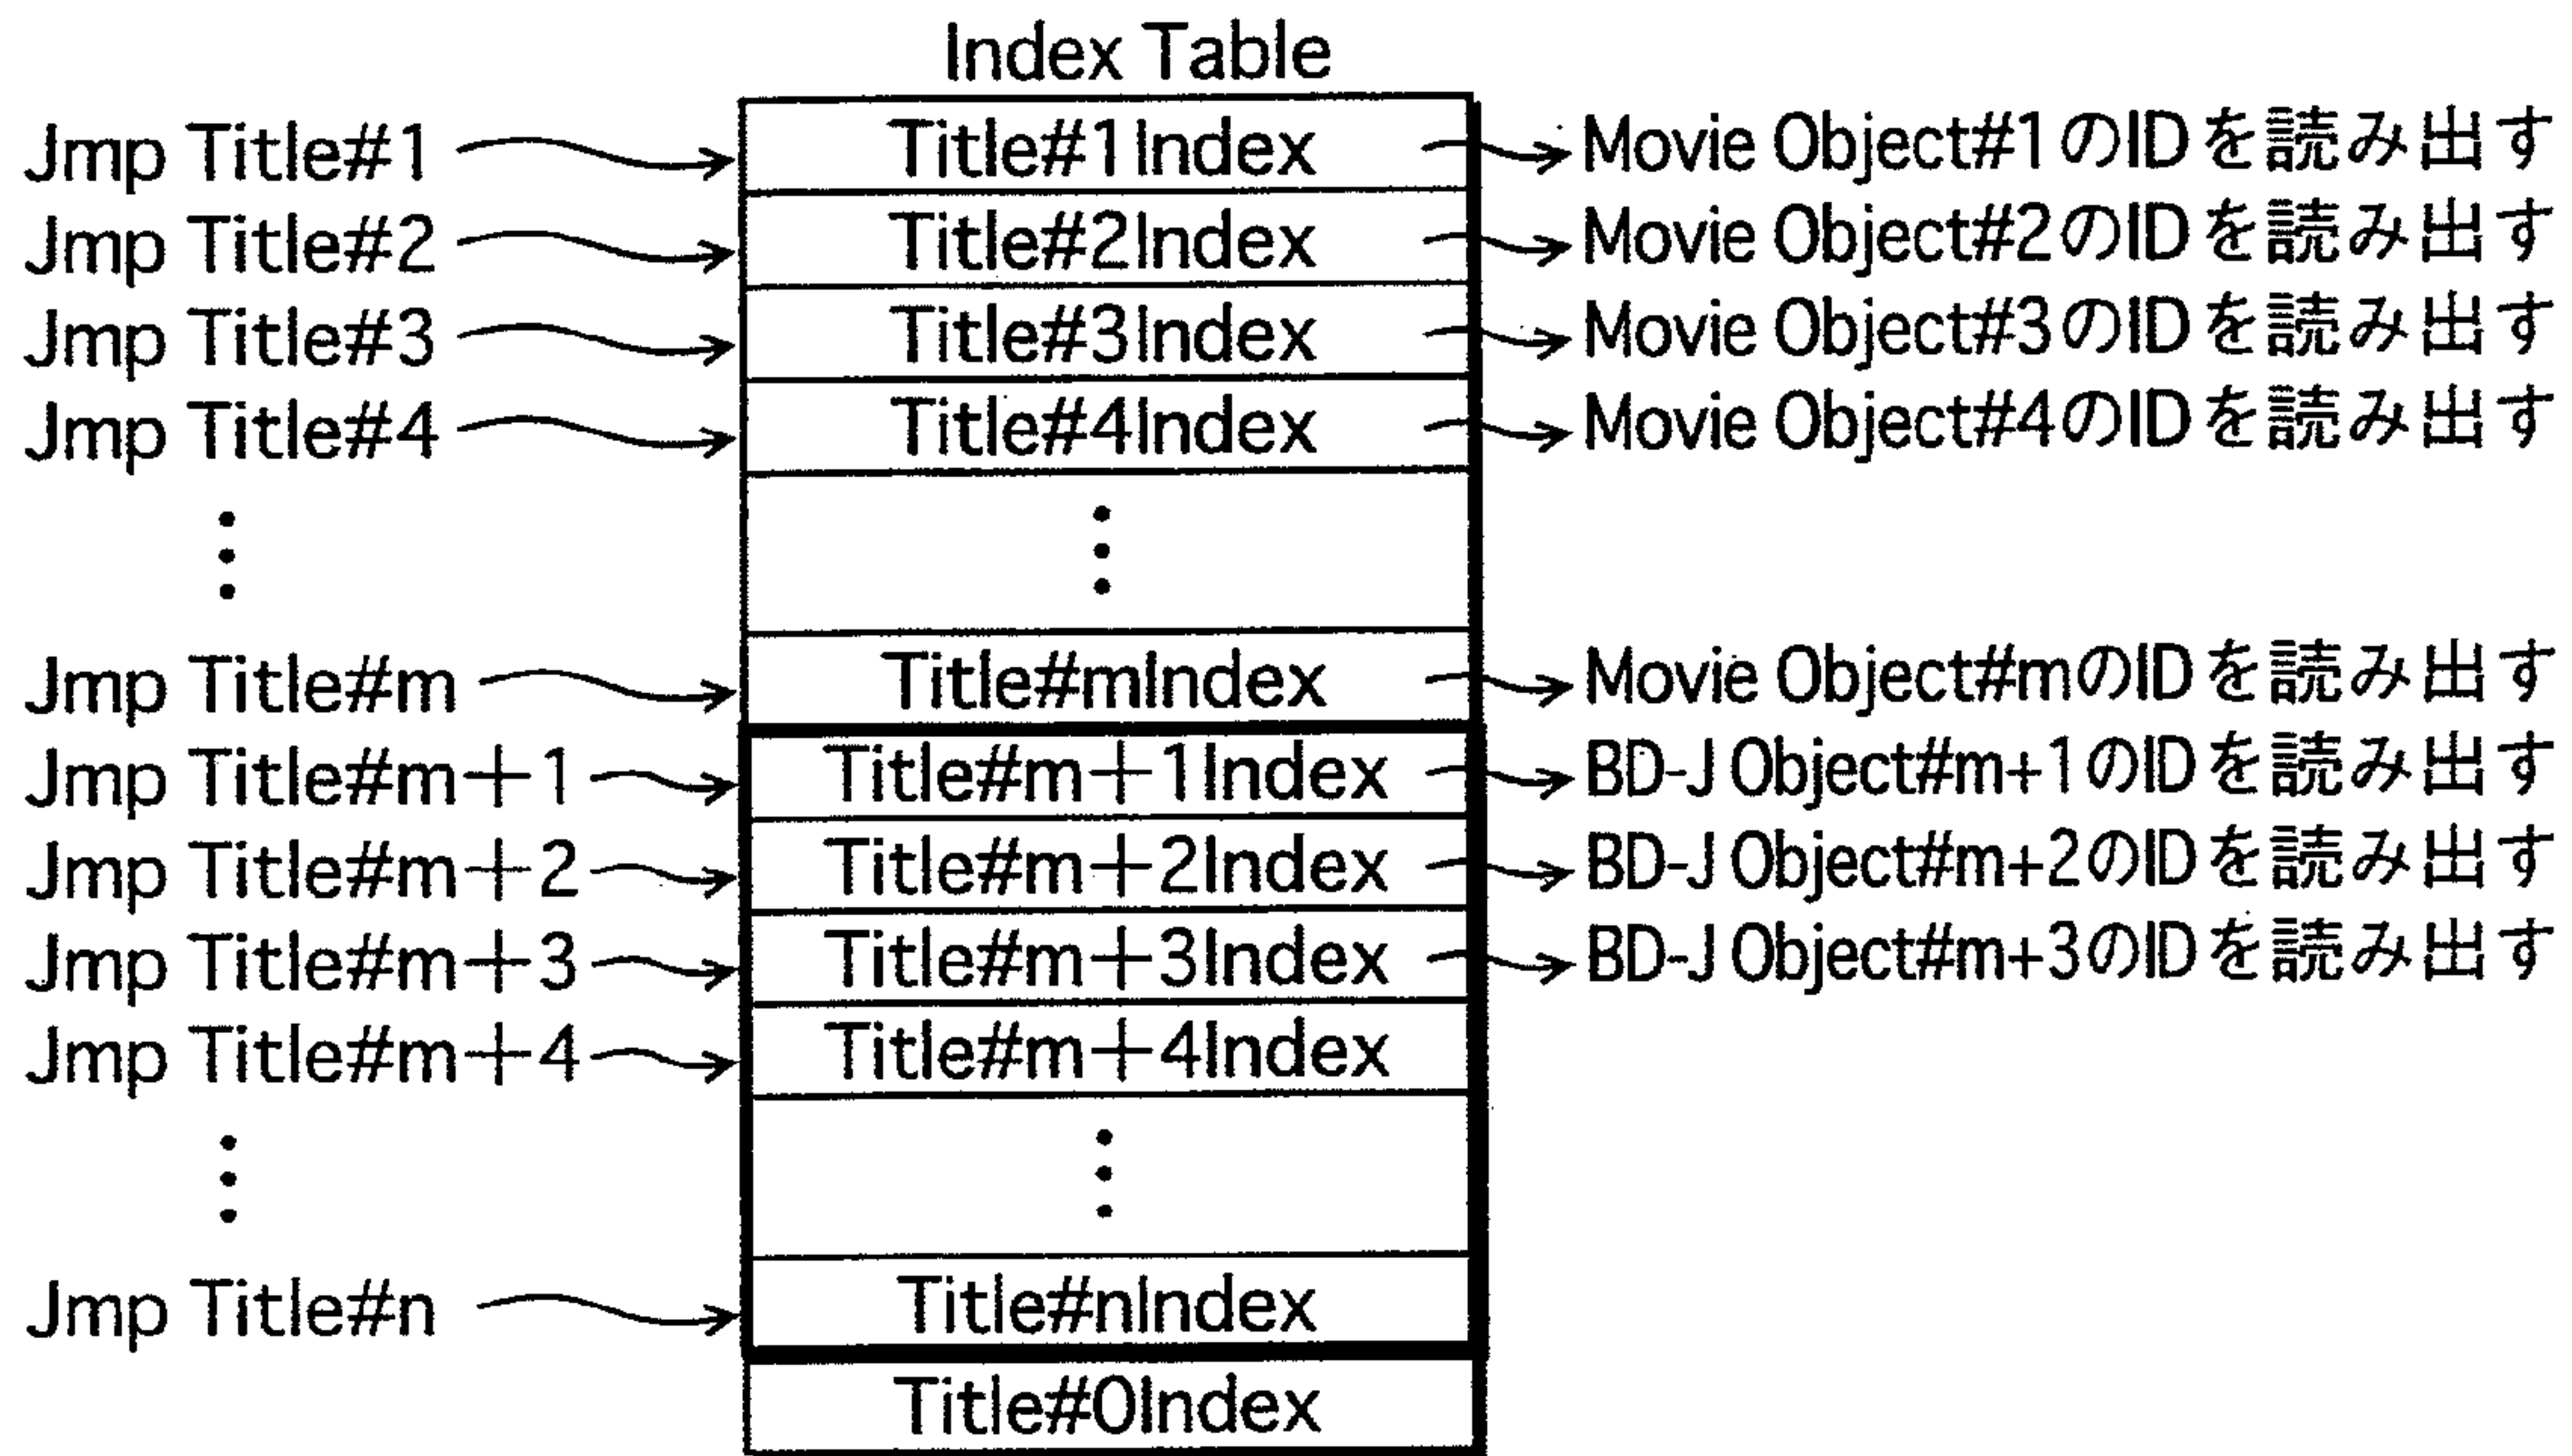 Index Table
Jmp Title#1 Title#1Index Movie Object#1のIDを読み出す
Jmp Title#2 Title#2Index Movie Object#2のIDを読み出す
Jmp Title#3 Title#3Index Movie Object#3のIDを読み出す
Jmp Title#4 Title#4Index Movie Object#4のIDを読み出す
Jmp Title#m Title#mIndex Movie Object#mのIDを読み出す
Jmp Title#m+1 Title#m+1Index BD-J Object#m+1のIDを読み出す
Jmp Title#m+2 Title#m+2Index BD-J Object#m+2のIDを読み出す
Jmp Title#m+3 Title#m+3Index BD-J Object#m+3のIDを読み出す
Jmp Title#m+4 Title#m+4Index
Jmp Title#n Title#nIndex
Title#0Index